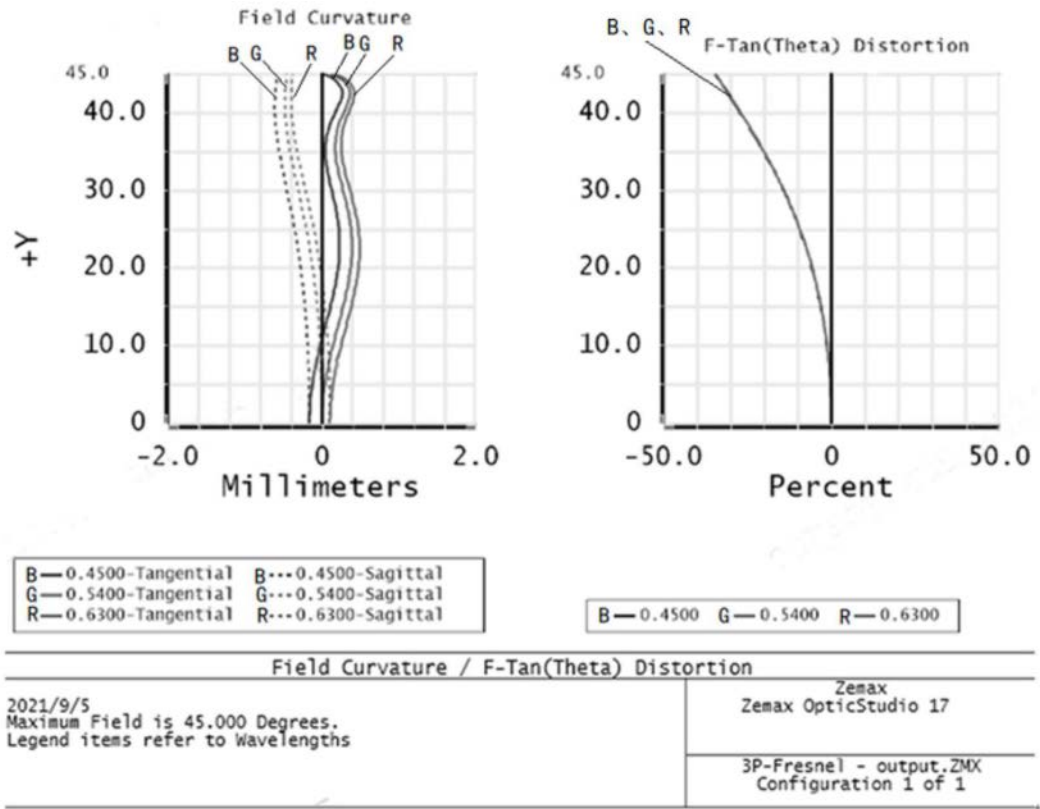 Field Curvature
B G R B G R
45.0
40.0
30.0
20.0
10.0
0
+Y
-2.0 0 2.0
Millimeters
B、G、R
F-Tan(Theta) Distortion
45.0
40.0
30.0
20.0
10.0
0
-50.0 0 50.0
Percent
B—0.4500-Tangential B---0.4500-Sagittal
G—0.5400-Tangential G---0.5400-Sagittal
R—0.6300-Tangential R---0.6300-Sagittal
B—0.4500 G—0.5400 R—0.6300
Field Curvature / F-Tan(Theta) Distortion
2021/9/5
Maximum Field is 45.000 Degrees.
Legend items refer to Wavelengths
Zemax
Zemax OpticStudio 17
3P-Fresnel - output.ZMX
Configuration 1 of 1